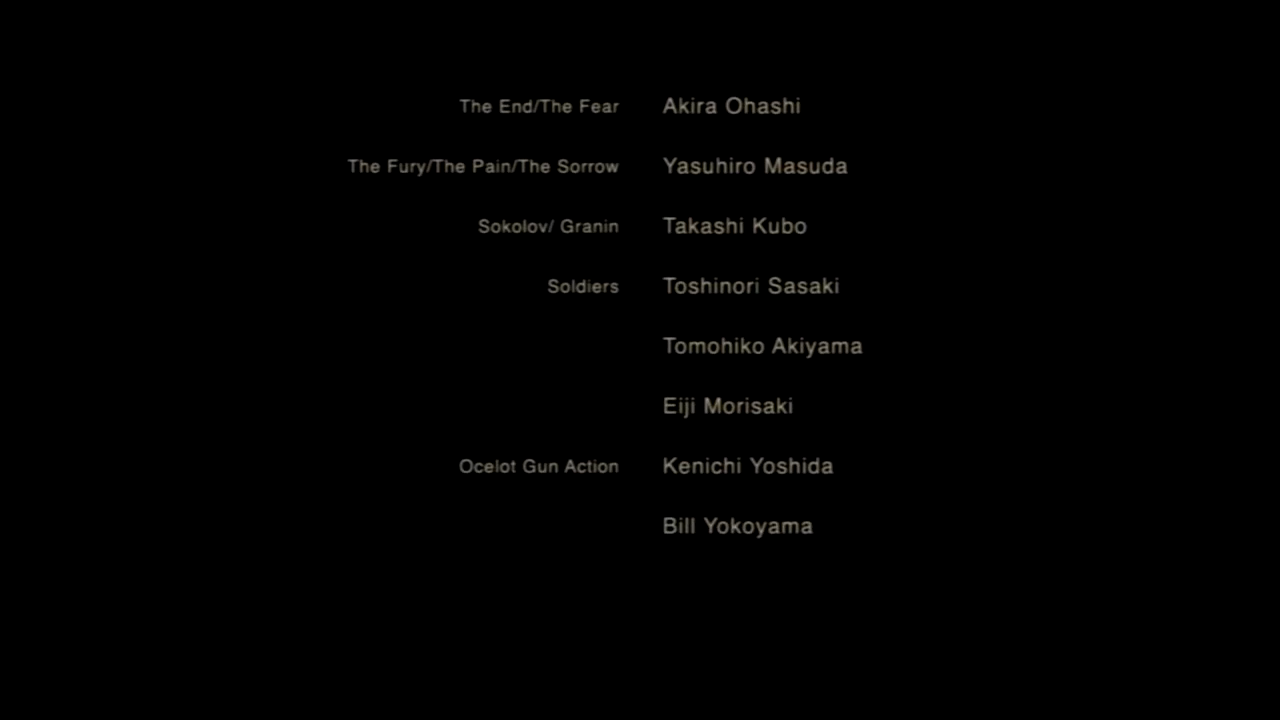 The End/The Fear Akira Ohashi
The Fury/The Pain/The Sorrow Yasuhiro Masuda
Sokolov/ Granin Takashi Kubo
Soldiers Toshinori Sasaki
Tomohiko Akiyama
Eiji Morisaki
Ocelot Gun Action Kenichi Yoshida
Bill Yokoyama